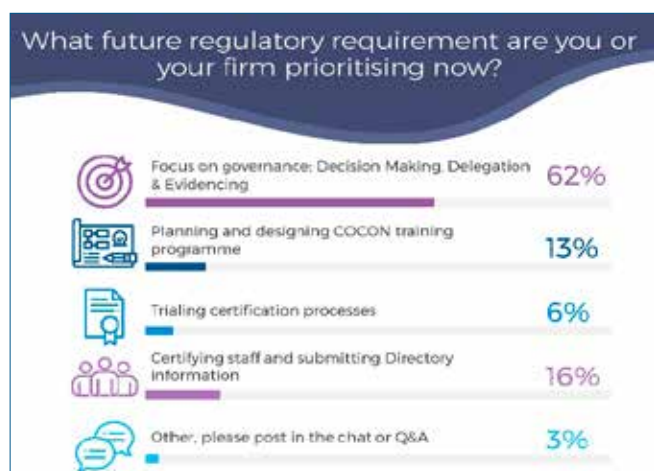 What future regulatory requirement are you or
your firm prioritising now?
Focus on governance: Decision Making, Delegation
& Evidencing
62%
Planning and designing COCON training
programme
13%
Trialing certification processes
6%
Certifying staff and submitting Directory
information
16%
Other, please post in the chat or Q&A
3%